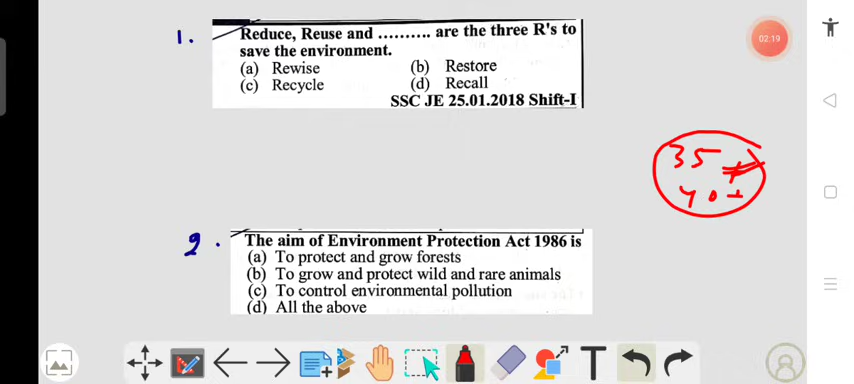 02.19
1.
Reduce, Reuse and .......... are the three R's to
save the environment.
(a) Rewise (b) Restore
(c) Recycle (d) Recall
SSC JE 25.01.2018 Shift-I
35
40+
2.
The aim of Environment Protection Act 1986 is
(a) To protect and grow forests
(b) To grow and protect wild and rare animals
(c) To control environmental pollution
(d) All the above
T